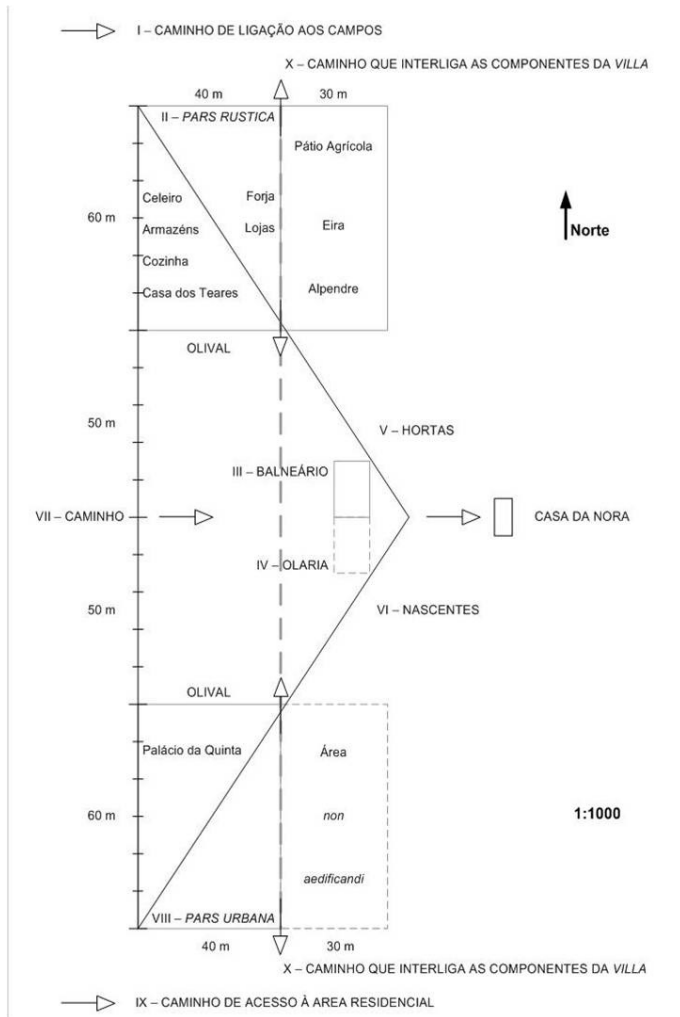 I – CAMINHO DE LIGAÇÃO AOS CAMPOS
X – CAMINHO QUE INTERLIGA AS COMPONENTES DA VILLA
40 m
30 m
II – PARS RUSTICA
Pátio Agrícola
Celeiro
Forja
60 m
Armazéns
Lojas
Eira
Norte
Cozinha
Casa dos Teares
Alpendre
OLIVAL
50 m
V – HORTAS
III – BALNEÁRIO
VII – CAMINHO
CASA DA NORA
IV – OLARIA
50 m
VI – NASCENTES
OLIVAL
Palácio da Quinta
Área
60 m
non
1:1000
aedificandi
VIII – PARS URBANA
40 m
30 m
X – CAMINHO QUE INTERLIGA AS COMPONENTES DA VILLA
IX – CAMINHO DE ACESSO À AREA RESIDENCIAL